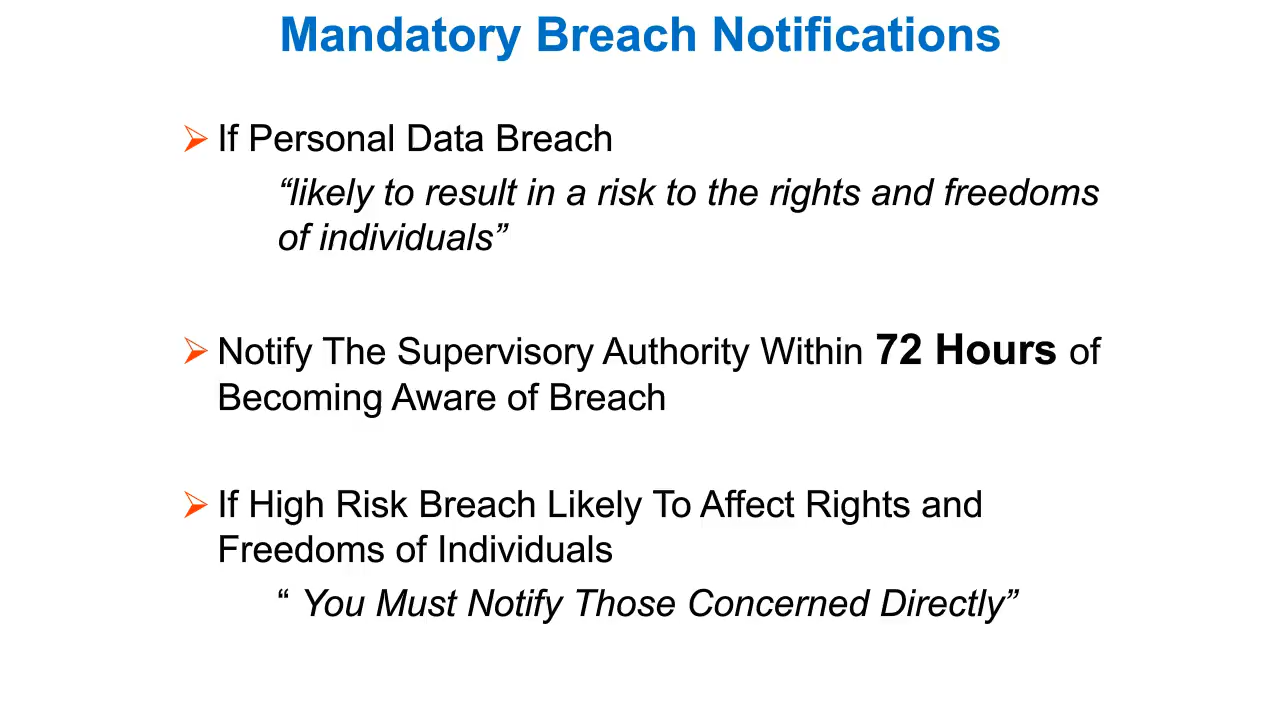 Mandatory Breach Notifications
➢ If Personal Data Breach
“likely to result in a risk to the rights and freedoms
of individuals”
➢ Notify The Supervisory Authority Within 72 Hours of
Becoming Aware of Breach
➢ If High Risk Breach Likely To Affect Rights and
Freedoms of Individuals
“ You Must Notify Those Concerned Directly”